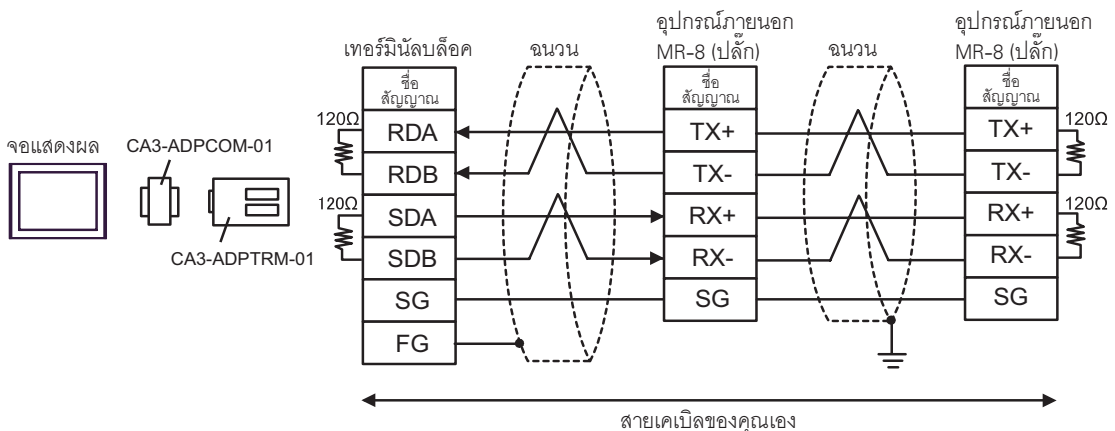 อุปกรณ์ภายนอก
MR-8 (ปลั๊ก)
อุปกรณ์ภายนอก
MR-8 (ปลั๊ก)
เทอร์มินัลบล็อค
ฉนวน
ฉนวน
ชื่อ
สัญญาณ
ชื่อ
สัญญาณ
ชื่อ
สัญญาณ
120Ω
RDA
TX+
TX+
120Ω
จอแสดงผล
CA3-ADPCOM-01
RDB
TX-
TX-
120Ω
SDA
RX+
RX+
120Ω
CA3-ADPTRM-01
SDB
RX-
RX-
SG
SG
SG
FG
สายเคเบิลของคุณเอง